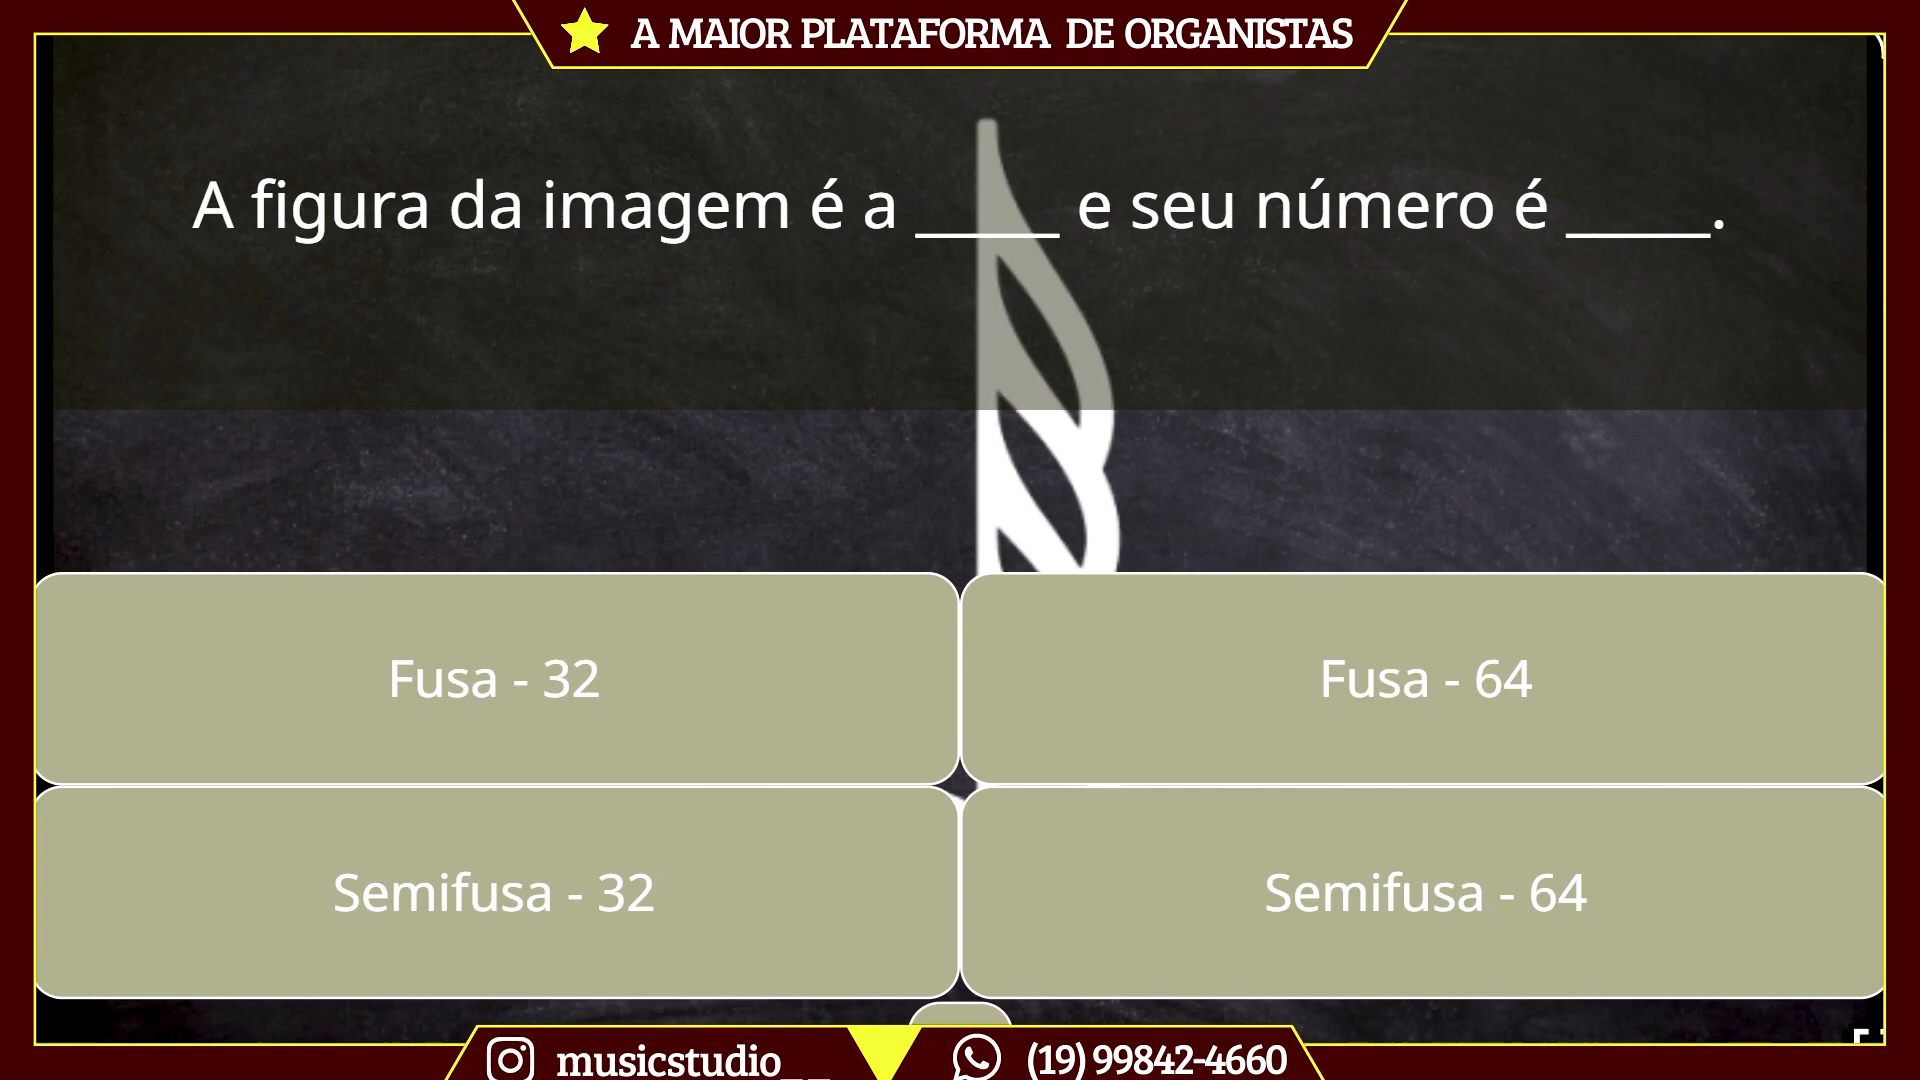 A MAIOR PLATAFORMA DE ORGANISTAS
A figura da imagem é a _____ e seu número é _____.
Fusa - 32
Fusa - 64
Semifusa - 32
Semifusa - 64
musicstudio__
(19) 99842-4660